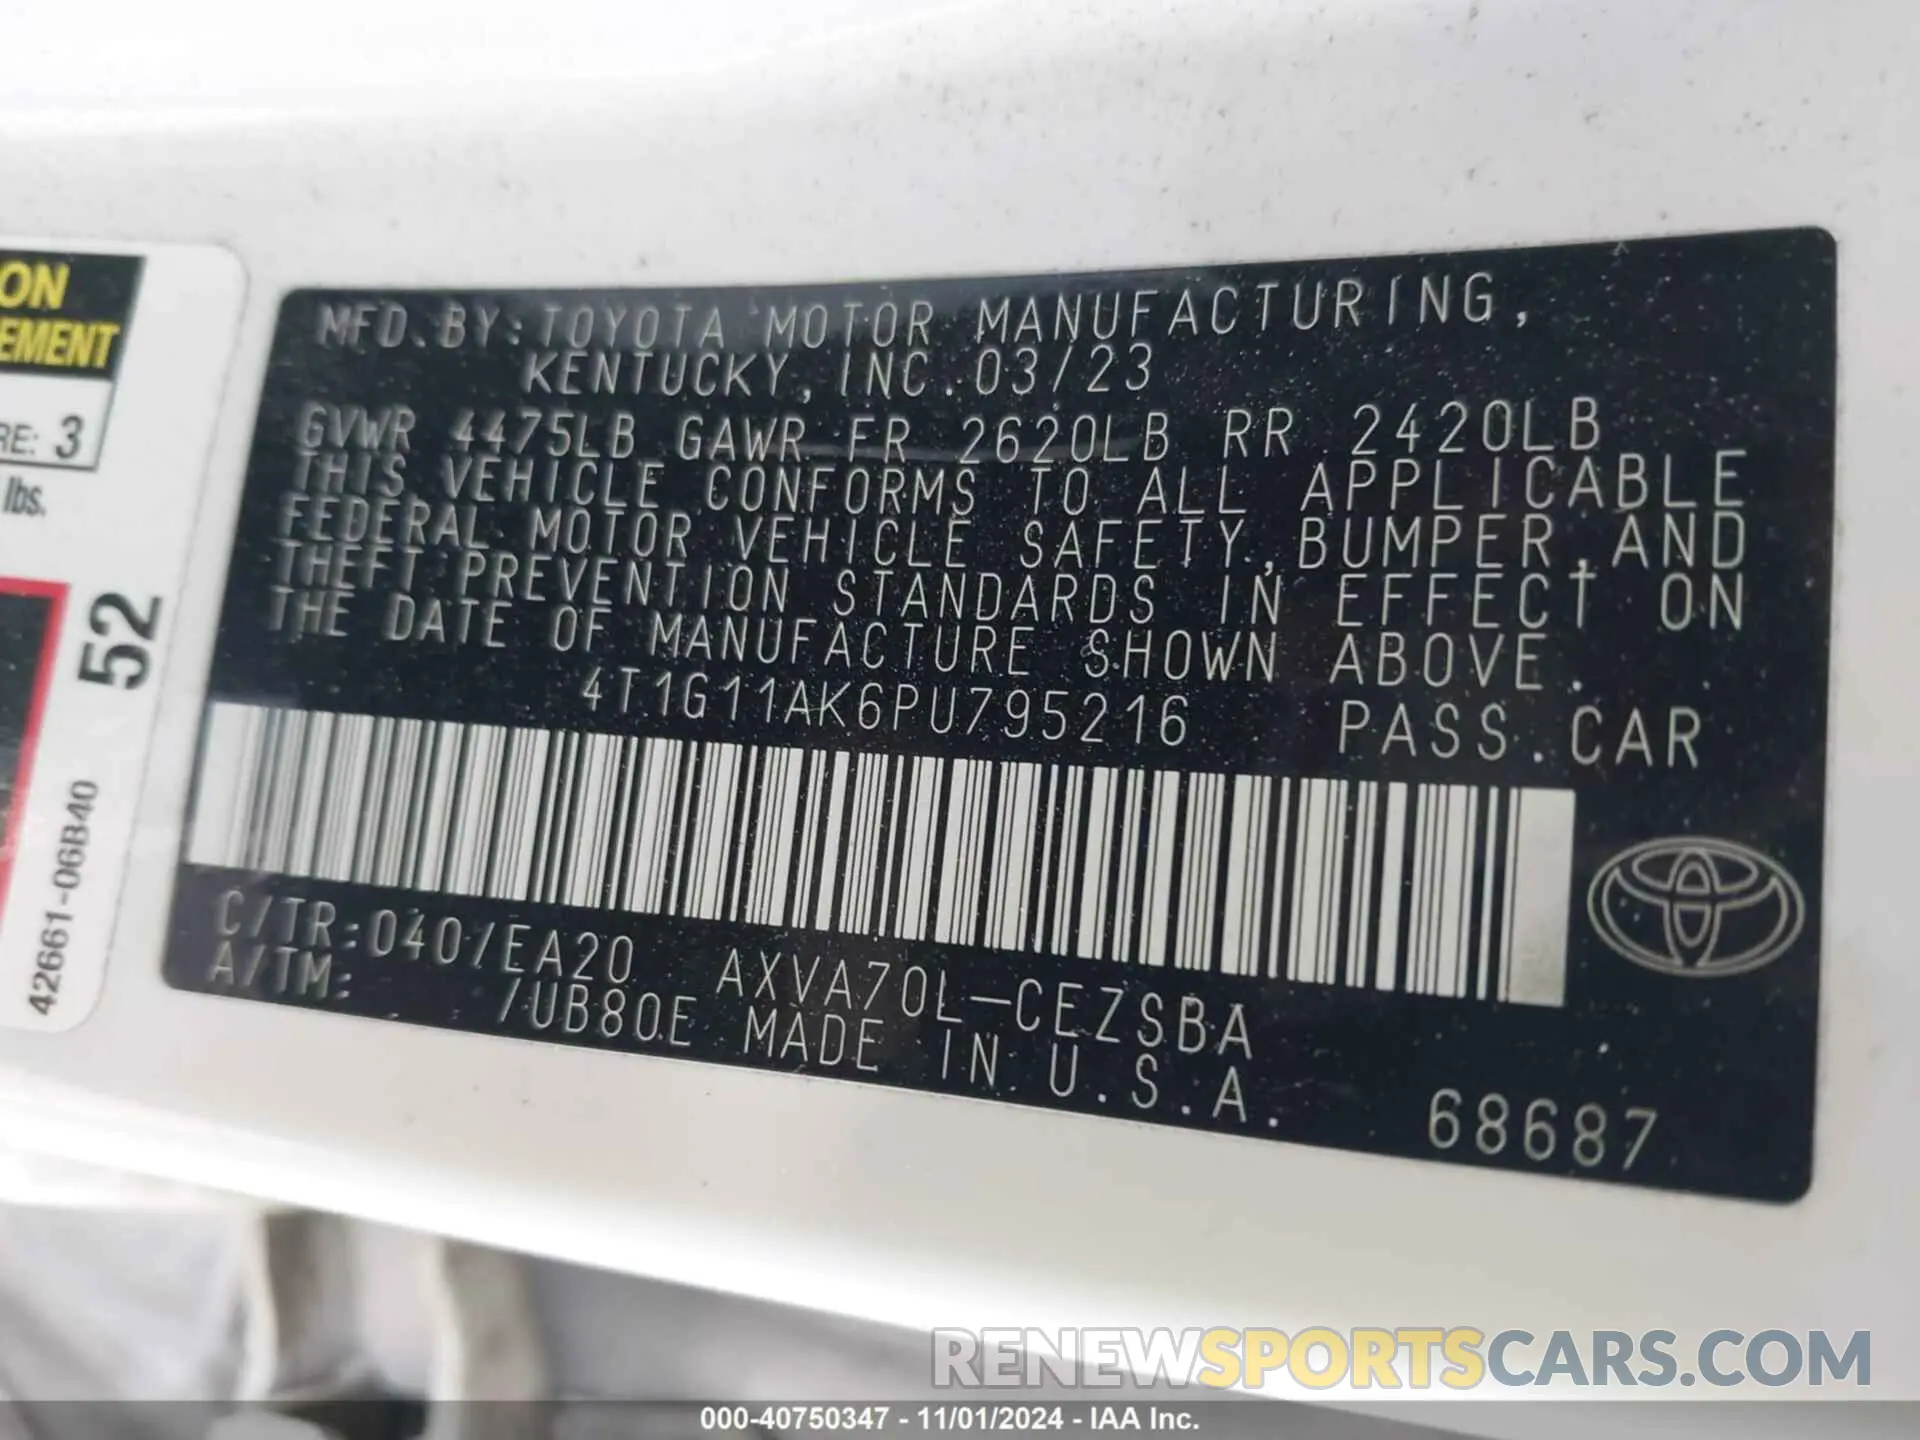 ON
EMENT
RE: 3
lbs.
52
42661-06B40
MFD.BY:TOYOTA MOTOR MANUFACTURING,
KENTUCKY, INC. 03/23
GVWR 4475LB GAWR FR 2620LB RR 2420LB
THIS VEHICLE CONFORMS TO ALL APPLICABLE
FEDERAL MOTOR VEHICLE SAFETY,BUMPER,AND
THEFT PREVENTION STANDARDS IN EFFECT ON
THE DATE OF MANUFACTURE SHOWN ABOVE.
4T1G11AK6PU795216 PASS.CAR
C/TR:040/EA20 AXVA70L-CEZSBA
A/TM: /UB80E MADE IN U.S.A. 68687
RENEWSPORTSCARS.COM
000-40750347 - 11/01/2024 - IAA Inc.